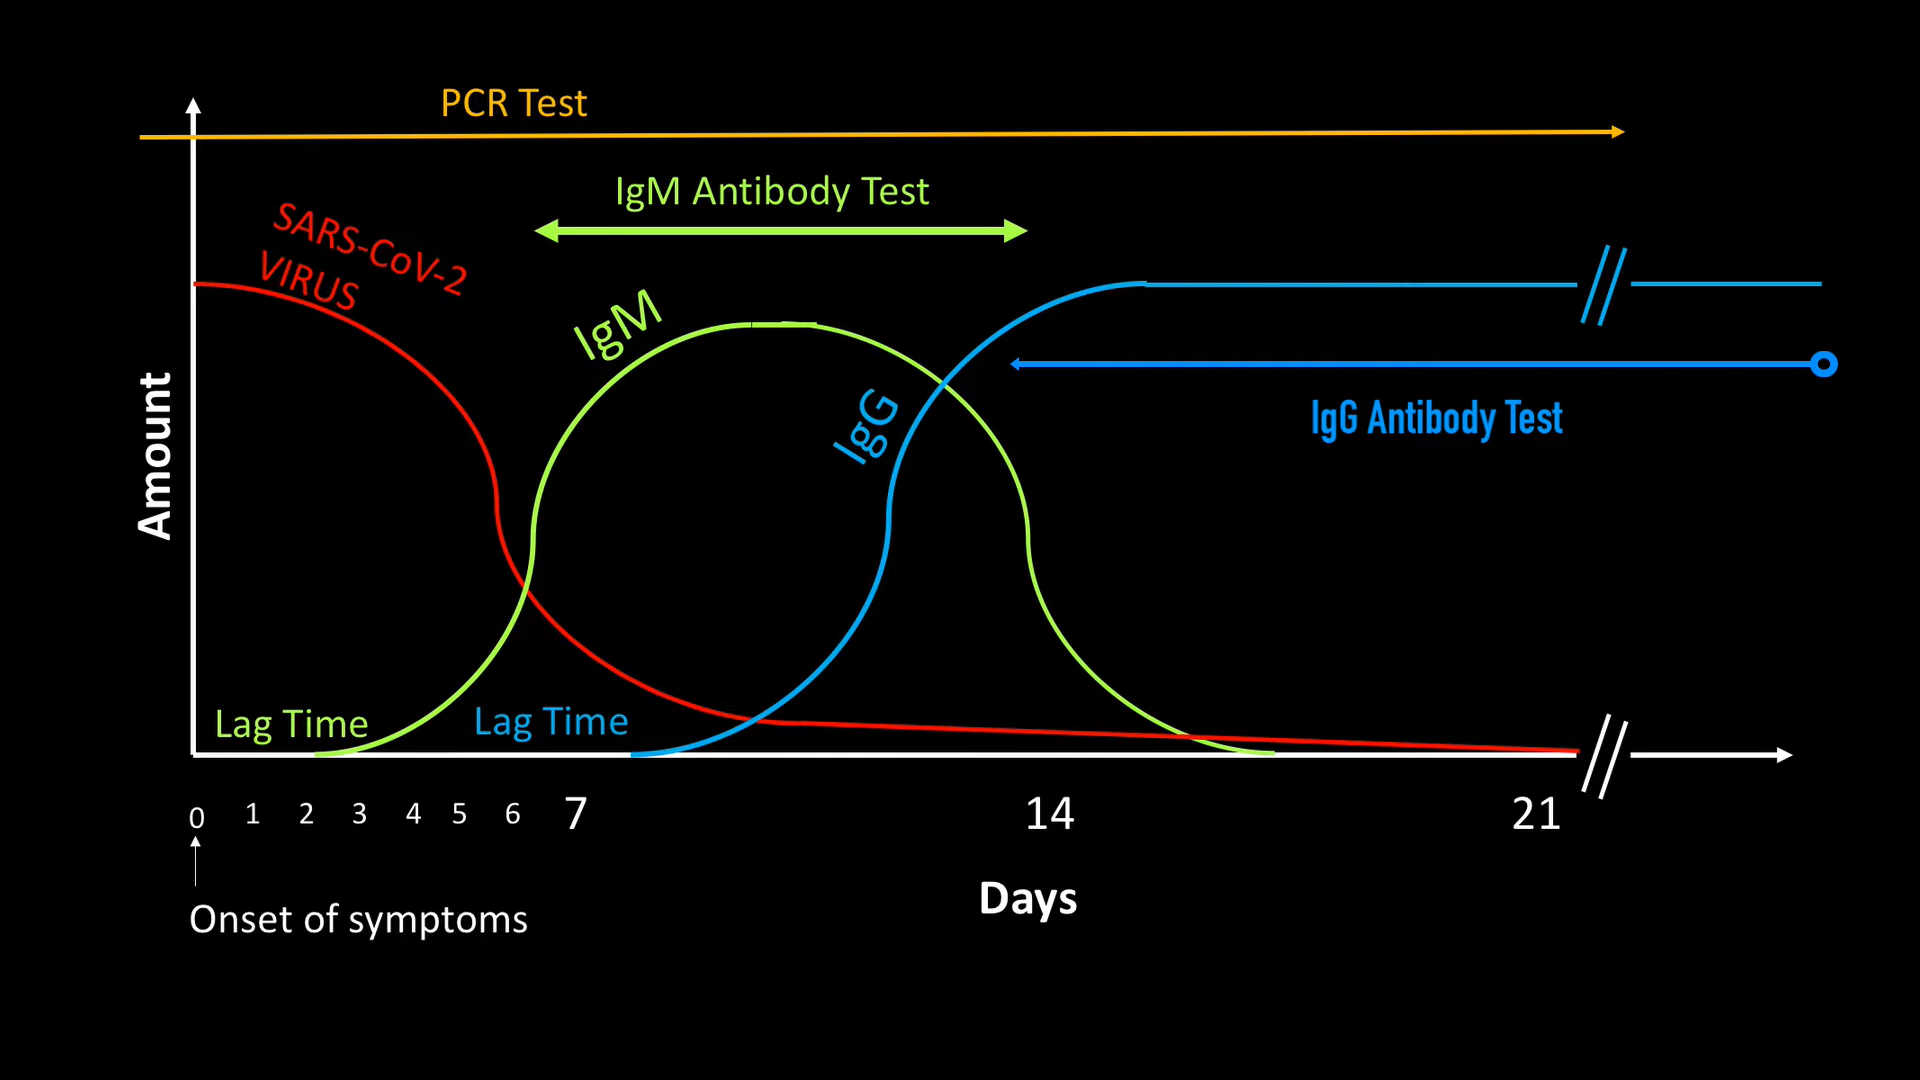 PCR Test
IgM Antibody Test
SARS-CoV-2
VIRUS
IgM
IgG
IgG Antibody Test
Amount
Lag Time
Lag Time
0 1 2 3 4 5 6 7 14 21
Days
Onset of symptoms